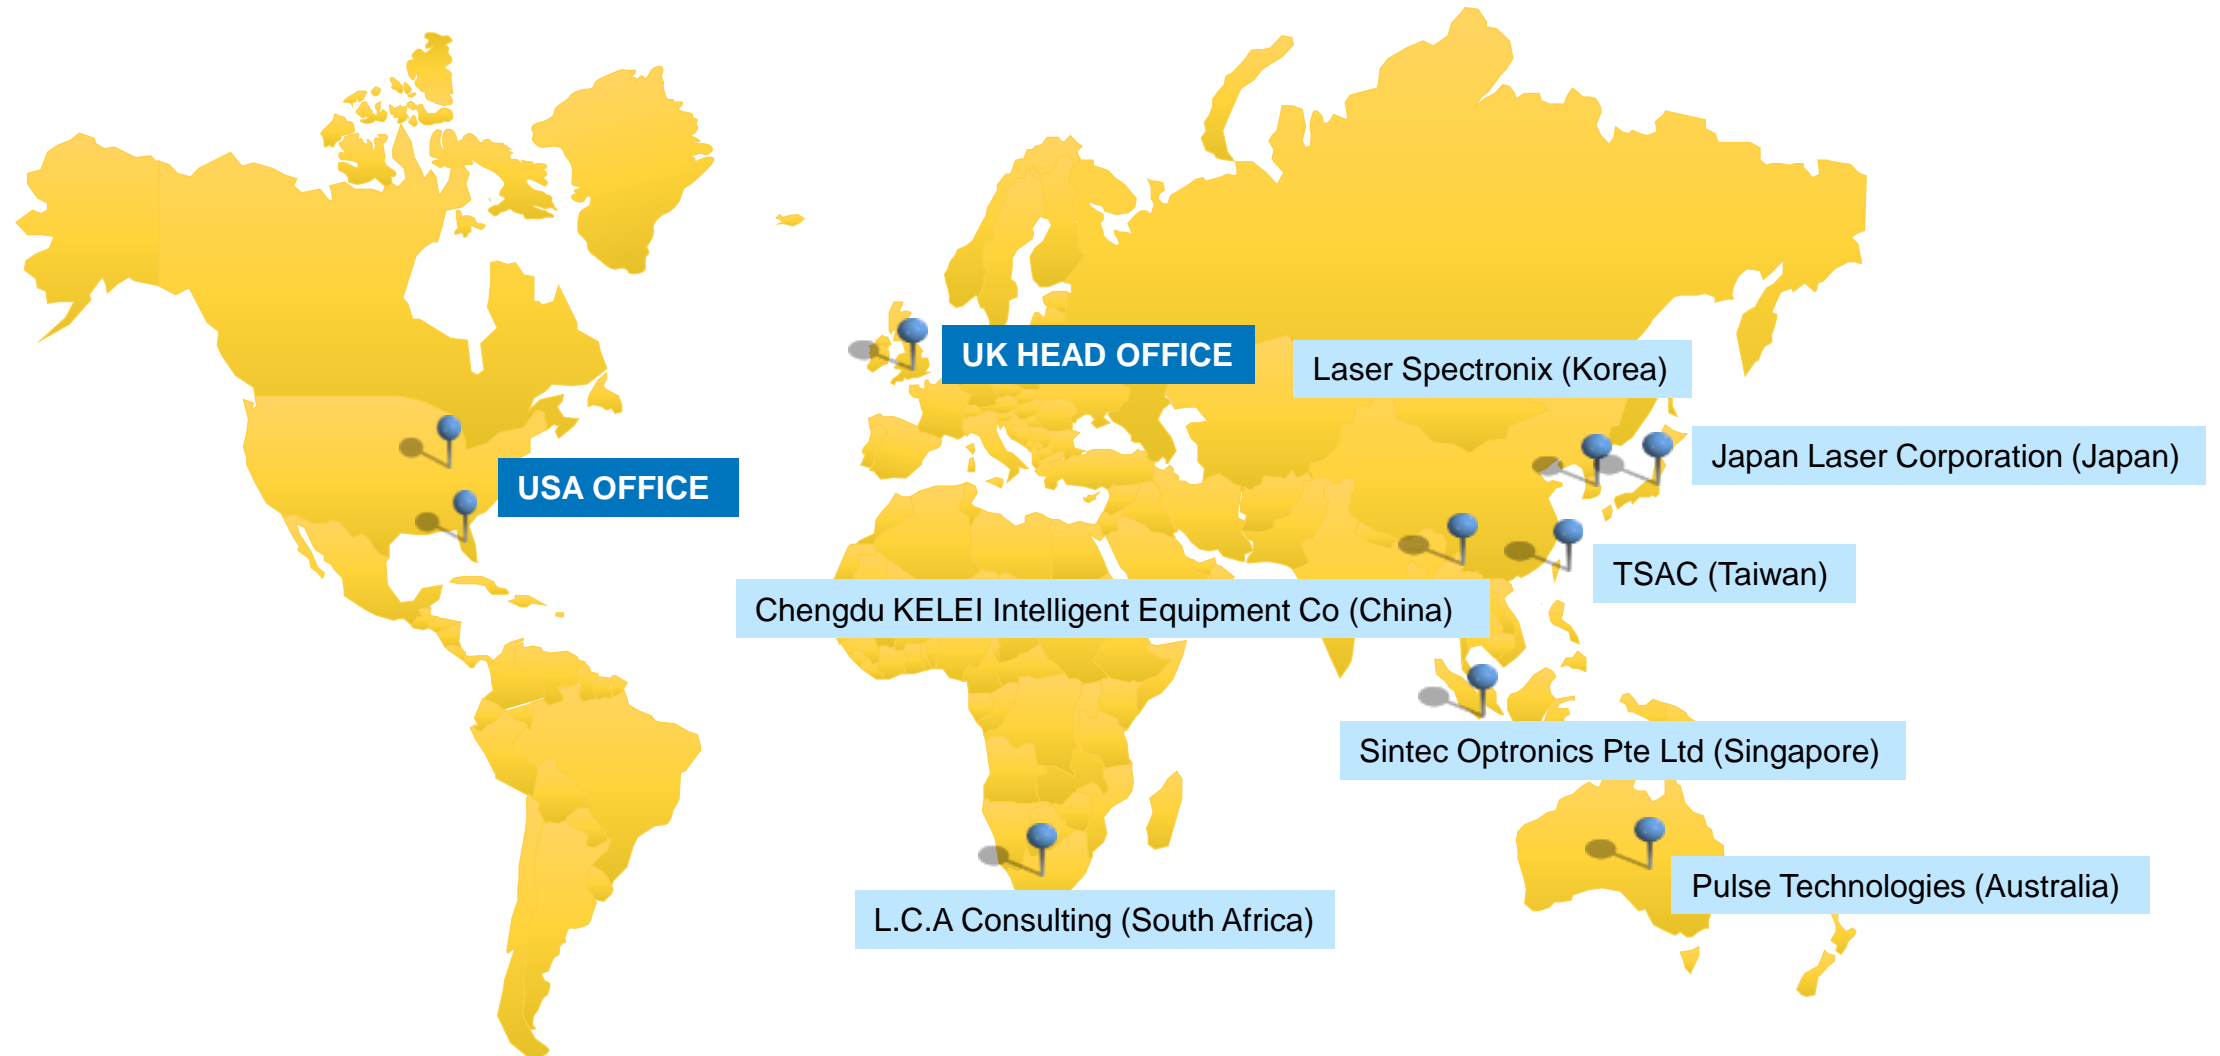 UK HEAD OFFICE
Laser Spectronix (Korea)
Japan Laser Corporation (Japan)
USA OFFICE
TSAC (Taiwan)
Chengdu KELEI Intelligent Equipment Co (China)
Sintec Optronics Pte Ltd (Singapore)
Pulse Technologies (Australia)
L.C.A Consulting (South Africa)